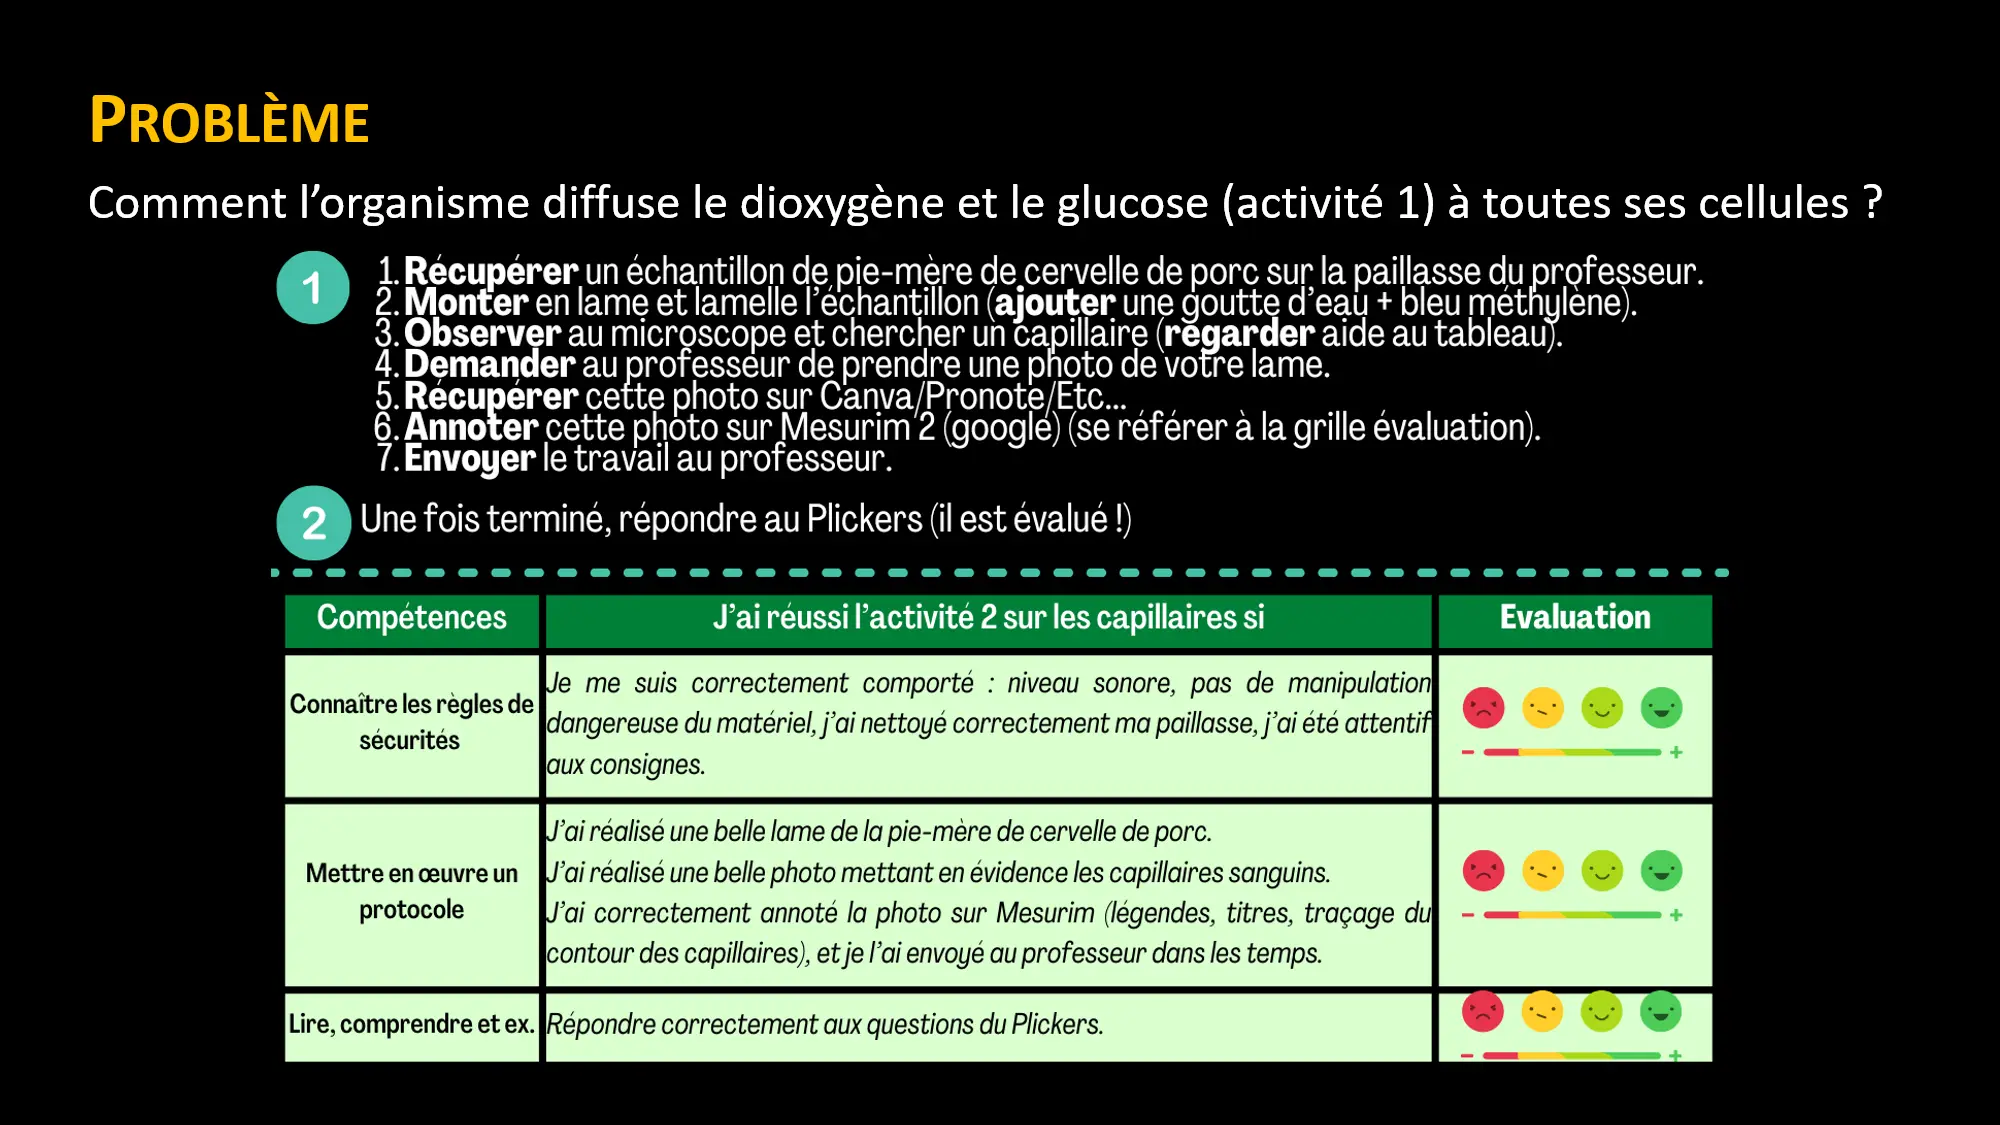 PROBLÈME
Comment l’organisme diffuse le dioxygène et le glucose (activité 1) à toutes ses cellules ?
1
1. Récupérer un échantillon de pie-mère de cervelle de porc sur la paillasse du professeur.
2. Monter en lame et lamelle l’échantillon (ajouter une goutte d’eau + bleu méthylène).
3. Observer au microscope et chercher un capillaire (regarder aide au tableau).
4. Demander au professeur de prendre une photo de votre lame.
5. Récupérer cette photo sur Canva/Pronote/Etc...
6. Annoter cette photo sur Mesurim 2 (google) (se référer à la grille évaluation).
7. Envoyer le travail au professeur.
2
Une fois terminé, répondre au Plickers (il est évalué !)
Compétences
J’ai réussi l’activité 2 sur les capillaires si
Evaluation
Connaître les règles de
sécurités
Je me suis correctement comporté : niveau sonore, pas de manipulation
dangereuse du matériel, j’ai nettoyé correctement ma paillasse, j’ai été attentif
aux consignes.
- +
Mettre en œuvre un
protocole
J’ai réalisé une belle lame de la pie-mère de cervelle de porc.
J’ai réalisé une belle photo mettant en évidence les capillaires sanguins.
J’ai correctement annoté la photo sur Mesurim (légendes, titres, traçage du
contour des capillaires), et je l’ai envoyé au professeur dans les temps.
- +
Lire, comprendre et ex.
Répondre correctement aux questions du Plickers.
- +